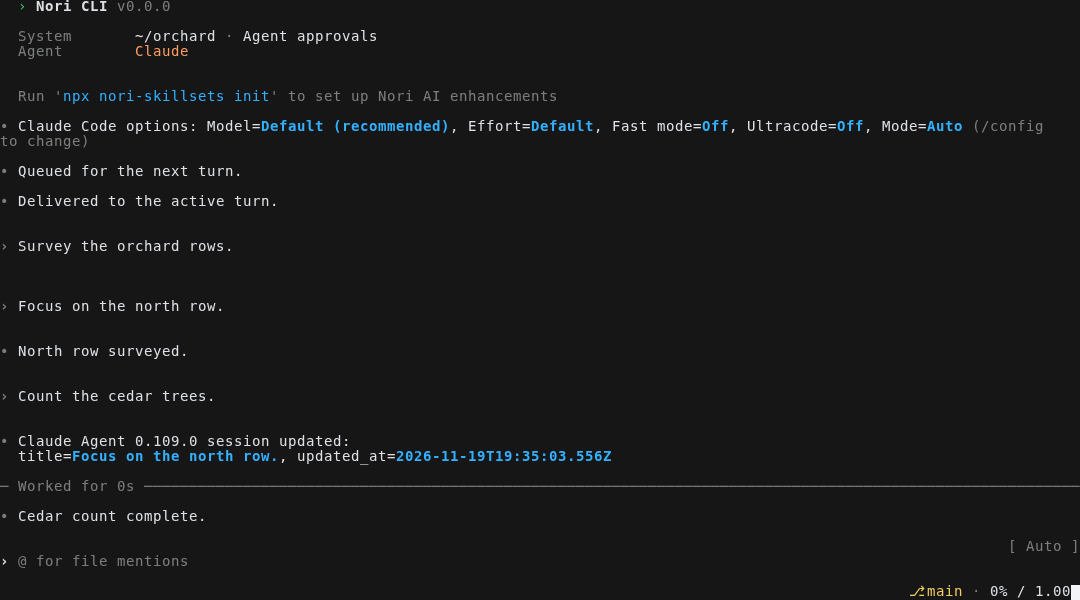 › Nori CLI v0.0.0
System ~/orchard · Agent approvals
Agent Claude
Run 'npx nori-skillsets init' to set up Nori AI enhancements
• Claude Code options: Model=Default (recommended), Effort=Default, Fast mode=Off, Ultracode=Off, Mode=Auto (/config
to change)
• Queued for the next turn.
• Delivered to the active turn.
› Survey the orchard rows.
› Focus on the north row.
• North row surveyed.
› Count the cedar trees.
• Claude Agent 0.109.0 session updated:
title=Focus on the north row., updated_at=2026-11-19T19:35:03.556Z
─ Worked for 0s ─
• Cedar count complete.
[ Auto ]
› @ for file mentions
⎇main · 0% / 1.00